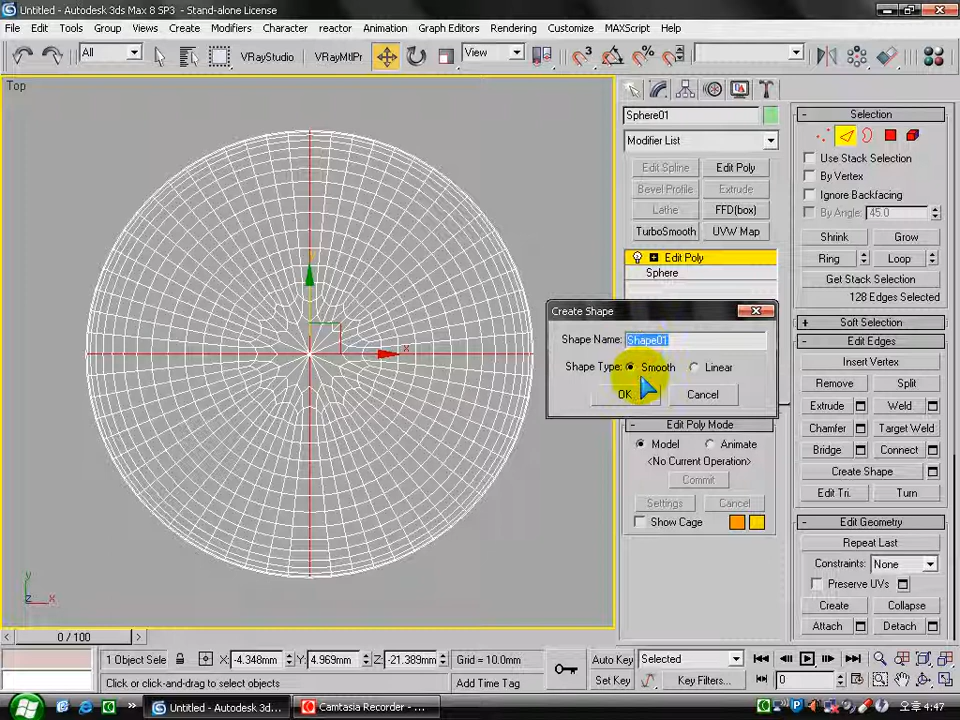 Untitled - Autodesk 3ds Max 8 SP3 - Stand-alone License
File Edit Tools Group Views Create Modifiers Character reactor Animation Graph Editors Rendering Customize MAXScript Help
All VRayStudio VRayMtlPr View 3 %
Top
Sphere01
Modifier List
Edit Spline Edit Poly
Bevel Profile Extrude
Lathe FFD(box)
TurboSmooth UVW Map
Edit Poly
Sphere
Create Shape
Shape Name: Shape01
Shape Type: Smooth Linear
OK Cancel
Edit Poly Mode
Model Animate
<No Current Operation>
Commit
Settings Cancel
Show Cage
Selection
Use Stack Selection
By Vertex
Ignore Backfacing
By Angle: 45.0
Shrink Grow
Ring Loop
Get Stack Selection
128 Edges Selected
Soft Selection
Edit Edges
Insert Vertex
Remove Split
Extrude Weld
Chamfer Target Weld
Bridge Connect
Create Shape
Edit Tri. Turn
Edit Geometry
Repeat Last
Constraints: None
Preserve UVs
Create Collapse
Attach Detach
y
x
z x
0 / 100
1 Object Sele X: -4.348mm Y: 4.969mm Z: -21.389mm Grid = 10.0mm Auto Key Selected
Click or click-and-drag to select objects Add Time Tag Set Key Key Filters... 0
Untitled - Autodesk 3d... Camtasia Recorder - ... 오후 4:47